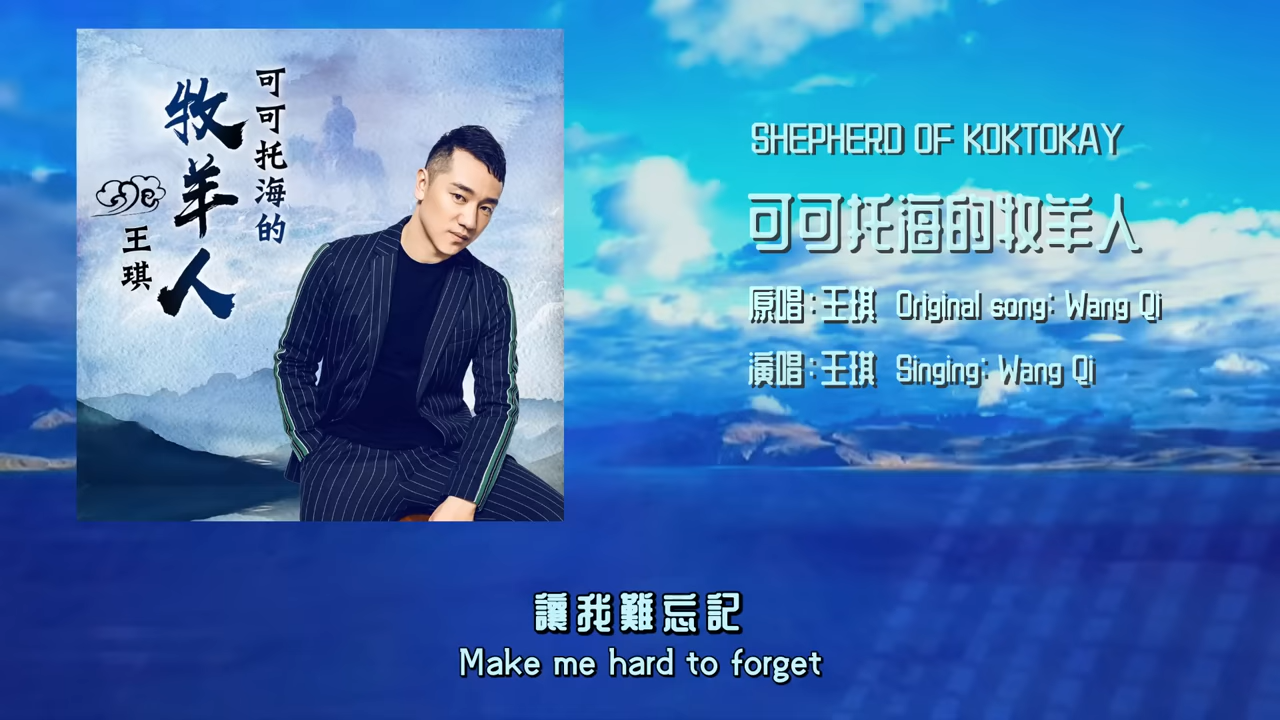 可可托海的
牧羊人
王琪
SHEPHERD OF KOKTOKAY
可可托海的牧羊人
原唱:王琪 Original song: Wang Qi
演唱:王琪 Singing: Wang Qi
讓我難忘記
Make me hard to forget